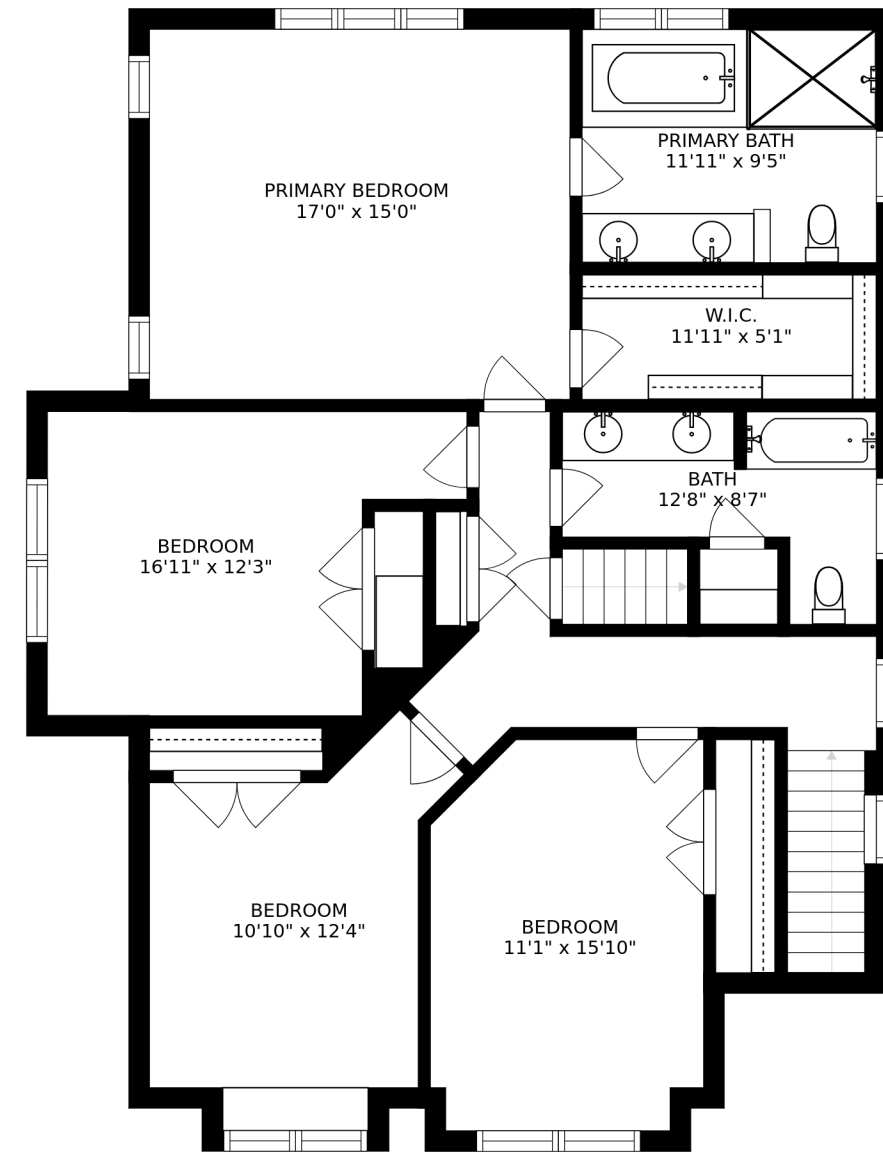 PRIMARY BEDROOM
17'0" x 15'0"
PRIMARY BATH
11'11" x 9'5"
W.I.C.
11'11" x 5'1"
BATH
12'8" x 8'7"
BEDROOM
16'11" x 12'3"
BEDROOM
10'10" x 12'4"
BEDROOM
11'1" x 15'10"